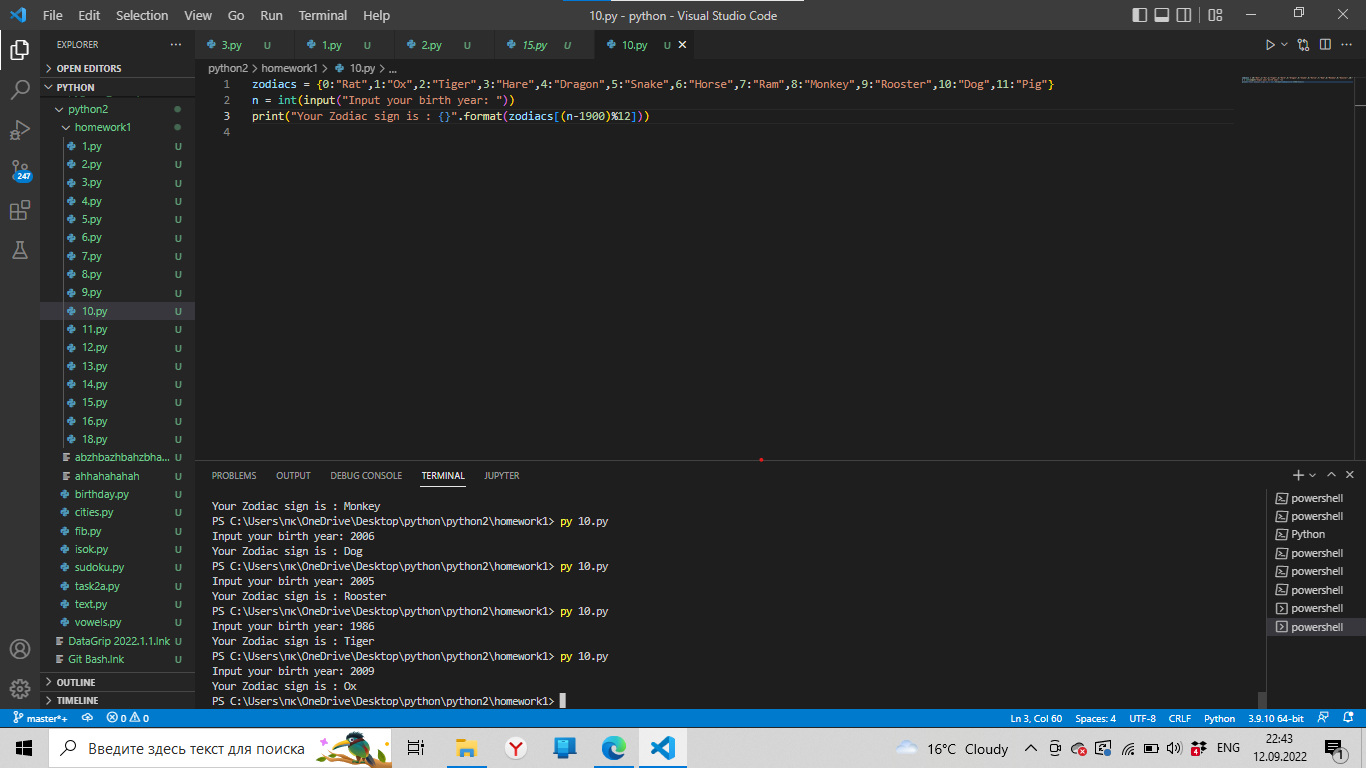 File Edit Selection View Go Run Terminal Help
10.py - python - Visual Studio Code
EXPLORER
3.py U 1.py U 2.py U 15.py U 10.py U
OPEN EDITORS
PYTHON
python2
homework1
1.py U
2.py U
3.py U
4.py U
5.py U
6.py U
7.py U
8.py U
9.py U
10.py U
11.py U
12.py U
13.py U
14.py U
15.py U
16.py U
18.py U
abzhbazhbahzbha... U
ahhahahahah U
birthday.py U
cities.py U
fib.py U
isok.py U
sudoku.py U
task2a.py U
text.py U
vowels.py U
DataGrip 2022.1.1.lnk U
Git Bash.lnk U
OUTLINE
TIMELINE
247
python2 > homework1 > 10.py > ...
1 zodiacs = {0:"Rat",1:"Ox",2:"Tiger",3:"Hare",4:"Dragon",5:"Snake",6:"Horse",7:"Ram",8:"Monkey",9:"Rooster",10:"Dog",11:"Pig"}
2 n = int(input("Input your birth year: "))
3 print("Your Zodiac sign is : {}".format(zodiacs[(n-1900)%12]))
4
PROBLEMS OUTPUT DEBUG CONSOLE TERMINAL JUPYTER
Your Zodiac sign is : Monkey
PS C:\Users\пк\OneDrive\Desktop\python\python2\homework1> py 10.py
Input your birth year: 2006
Your Zodiac sign is : Dog
PS C:\Users\пк\OneDrive\Desktop\python\python2\homework1> py 10.py
Input your birth year: 2005
Your Zodiac sign is : Rooster
PS C:\Users\пк\OneDrive\Desktop\python\python2\homework1> py 10.py
Input your birth year: 1986
Your Zodiac sign is : Tiger
PS C:\Users\пк\OneDrive\Desktop\python\python2\homework1> py 10.py
Input your birth year: 2009
Your Zodiac sign is : Ox
PS C:\Users\пк\OneDrive\Desktop\python\python2\homework1>
powershell
powershell
Python
powershell
powershell
powershell
powershell
powershell
master*+ 0 0
Ln 3, Col 60 Spaces: 4 UTF-8 CRLF Python 3.9.10 64-bit
Введите здесь текст для поиска
16°C Cloudy
ENG
22:43
12.09.2022
1